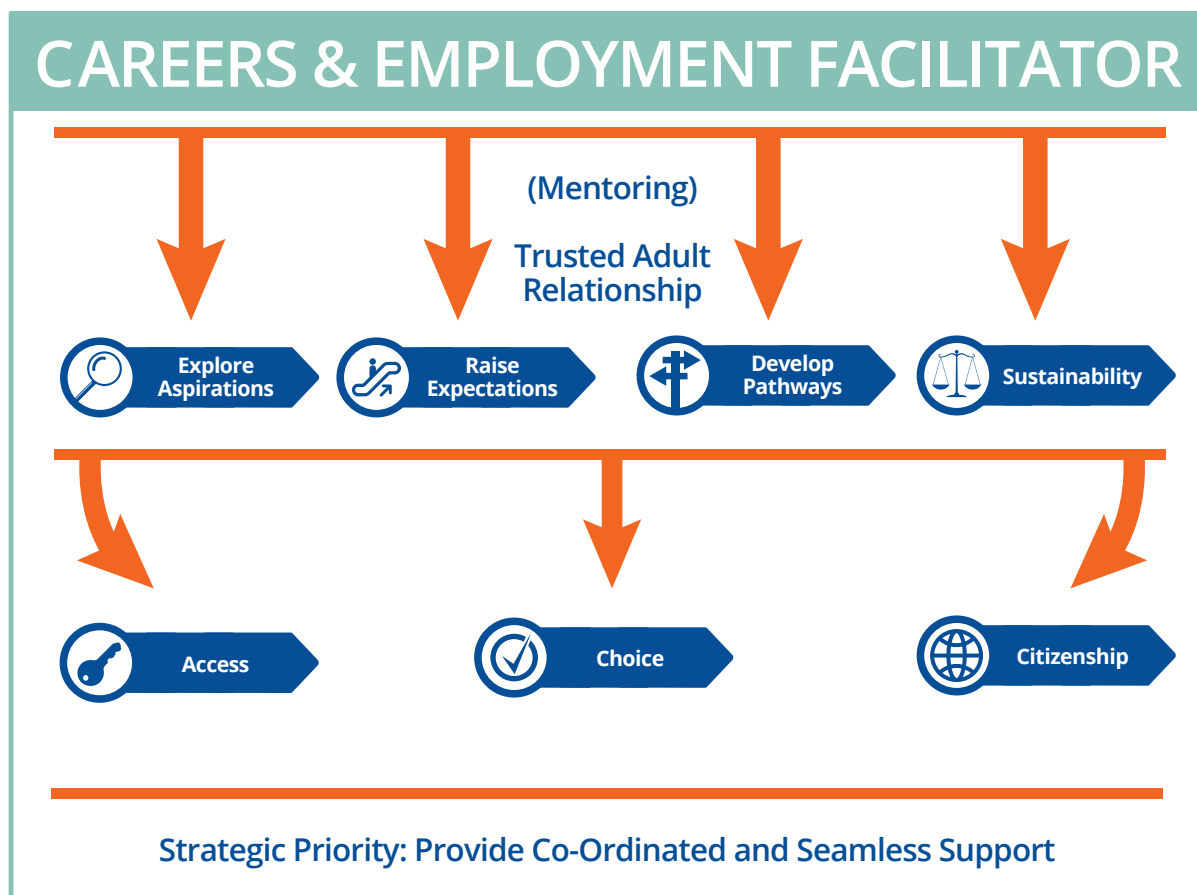 CAREERS & EMPLOYMENT FACILITATOR
(Mentoring)
Trusted Adult
Relationship
Explore
Aspirations
Raise
Expectations
Develop
Pathways
Sustainability
Access
Choice
Citizenship
Strategic Priority: Provide Co-Ordinated and Seamless Support